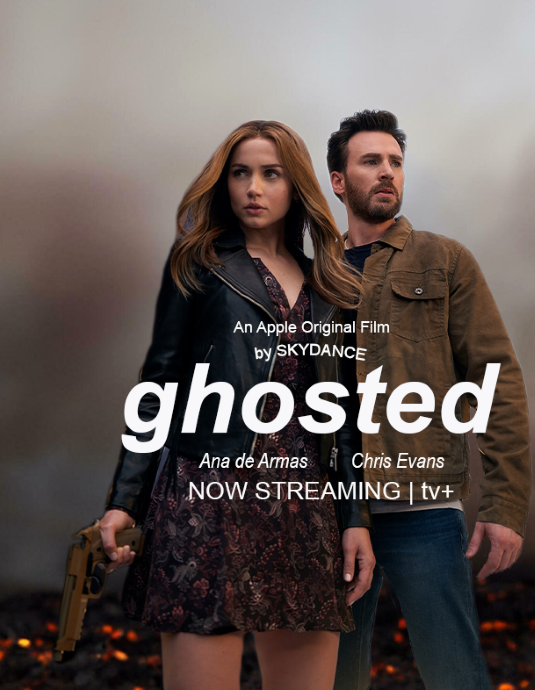 An Apple Original Film
by SKYDANCE
ghosted
Ana de Armas Chris Evans
NOW STREAMING | tv+